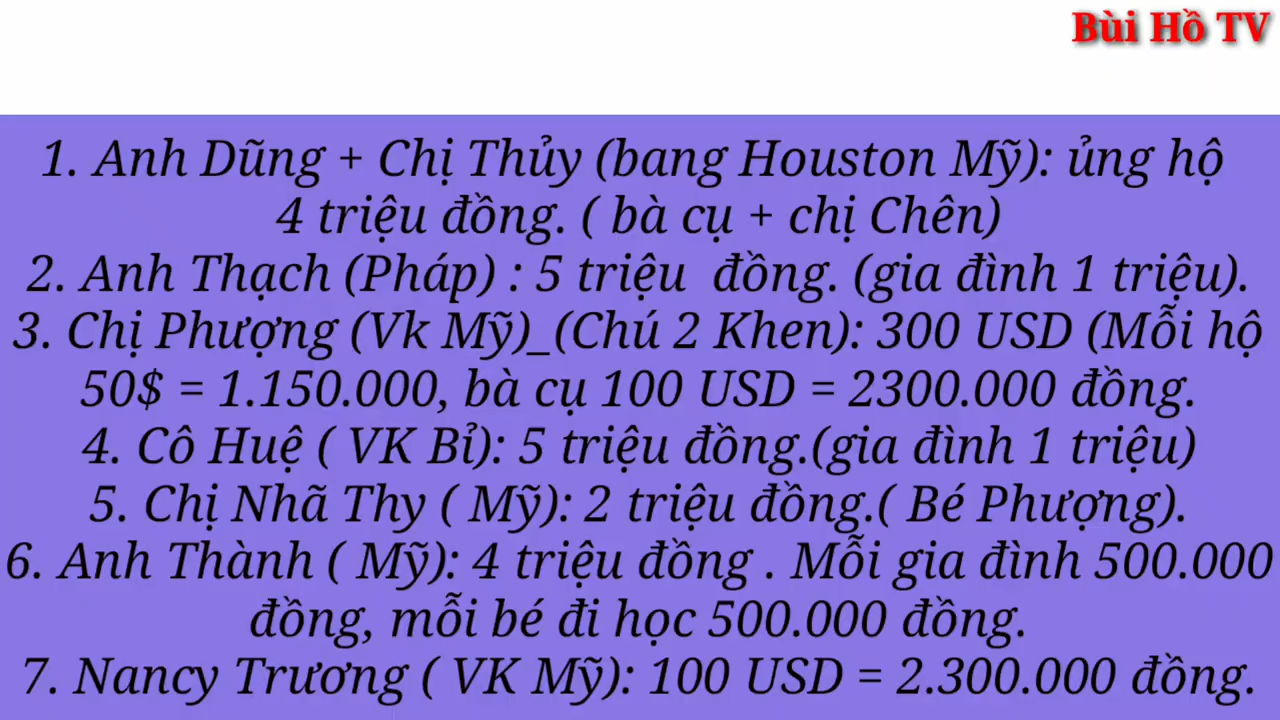 Bùi Hồ TV
1. Anh Dũng + Chị Thủy (bang Houston Mỹ): ủng hộ
4 triệu đồng. ( bà cụ + chị Chên)
2. Anh Thạch (Pháp) : 5 triệu đồng. (gia đình 1 triệu).
3. Chị Phượng (Vk Mỹ)_(Chú 2 Khen): 300 USD (Mỗi hộ
50$ = 1.150.000, bà cụ 100 USD = 2300.000 đồng.
4. Cô Huệ ( VK Bỉ): 5 triệu đồng.(gia đình 1 triệu)
5. Chị Nhã Thy ( Mỹ): 2 triệu đồng.( Bé Phượng).
6. Anh Thành ( Mỹ): 4 triệu đồng . Mỗi gia đình 500.000
đồng, mỗi bé đi học 500.000 đồng.
7. Nancy Trương ( VK Mỹ): 100 USD = 2.300.000 đồng.